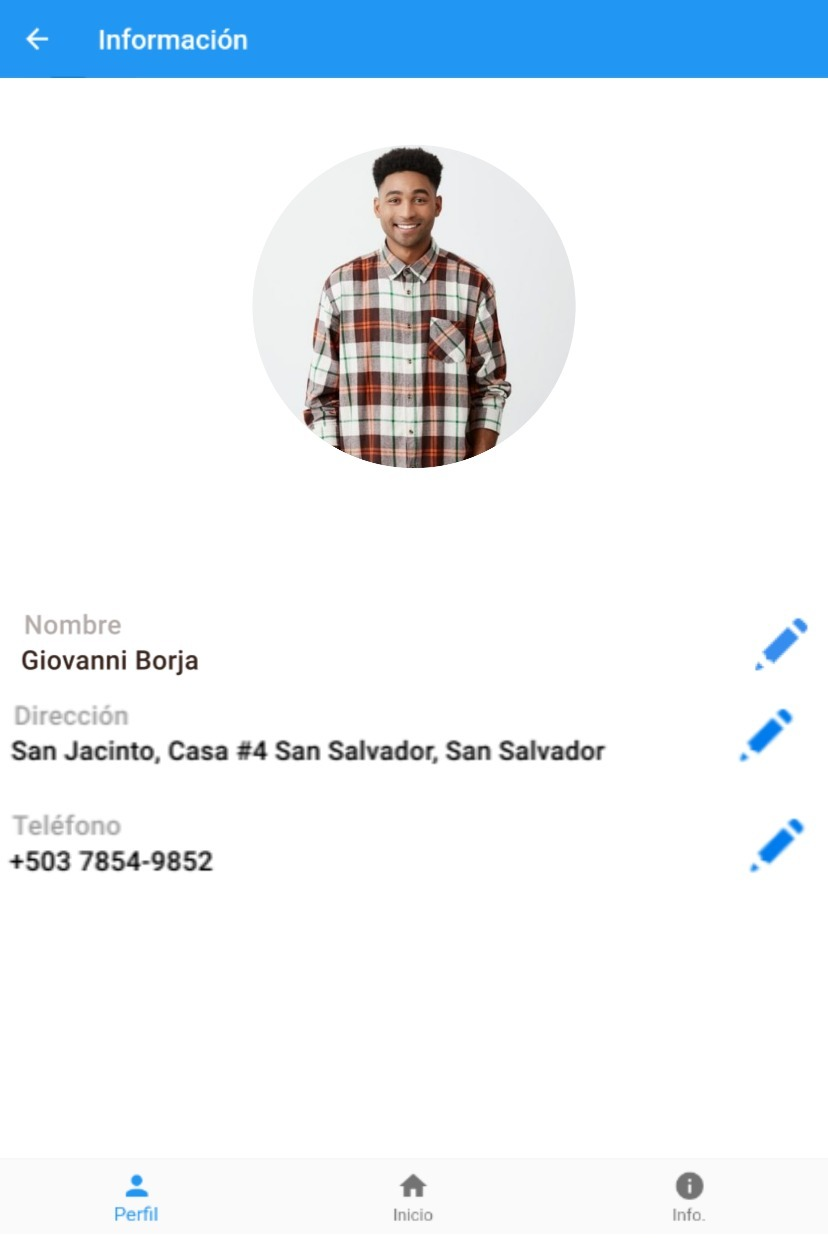 Información
Nombre
Giovanni Borja
Dirección
San Jacinto, Casa #4 San Salvador, San Salvador
Teléfono
+503 7854-9852
Perfil
Inicio
Info.